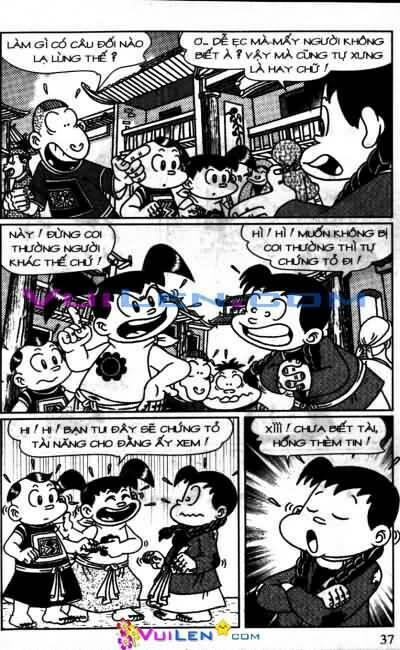 LÀM GÌ CÓ CÂU ĐỐI NÀO
LẠ LÙNG THẾ?
Ơ.. DỄ ẸC MÀ MẤY NGƯỜI KHÔNG
BIẾT À? VẬY MÀ CŨNG TỰ XƯNG
LÀ HAY CHỮ!
NÀY! ĐỪNG COI
THƯỜNG NGƯỜI
KHÁC THẾ CHỨ!
HÌ! HÌ! MUỐN KHÔNG BỊ
COI THƯỜNG THÌ TỰ
CHỨNG TỎ ĐI!
VUILEN.COM
HI! HI! BẠN TUI ĐÂY SẼ CHỨNG TỎ
TÀI NĂNG CHO ĐẰNG ẤY XEM!
XÌII! CHƯA BIẾT TÀI,
HỔNG THÈM TIN!
VUILEN.COM
37